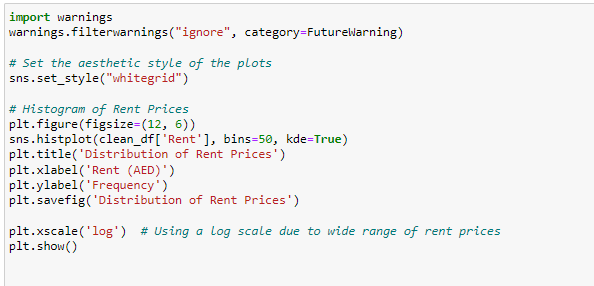 import warnings
warnings.filterwarnings("ignore", category=FutureWarning)
# Set the aesthetic style of the plots
sns.set_style("whitegrid")
# Histogram of Rent Prices
plt.figure(figsize=(12, 6))
sns.histplot(clean_df['Rent'], bins=50, kde=True)
plt.title('Distribution of Rent Prices')
plt.xlabel('Rent (AED)')
plt.ylabel('Frequency')
plt.savefig('Distribution of Rent Prices')
plt.xscale('log')  # Using a log scale due to wide range of rent prices
plt.show()